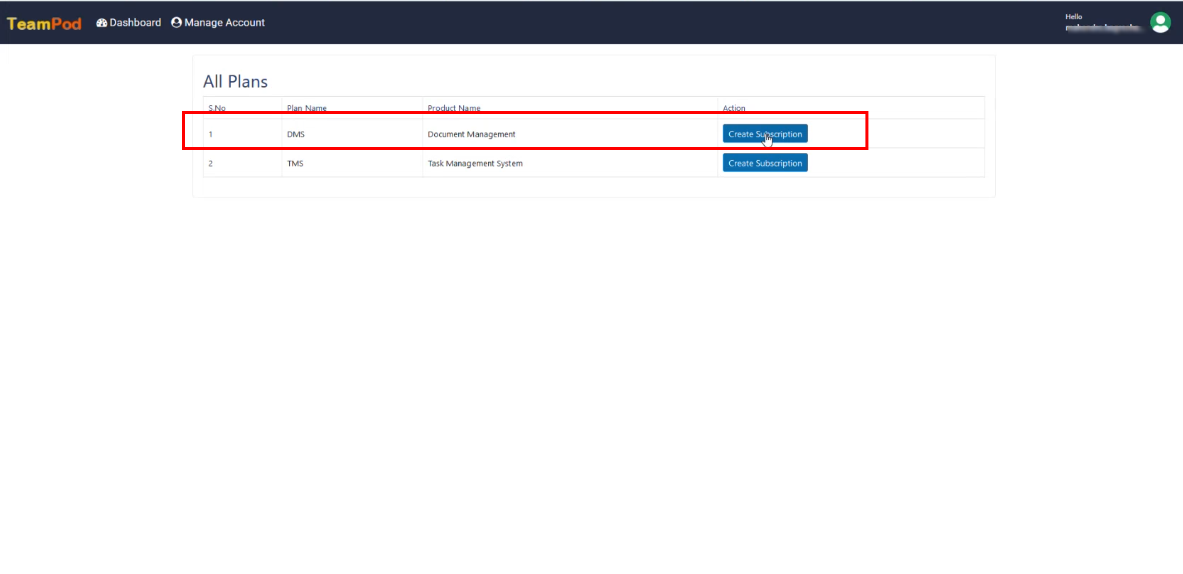 TeamPod Dashboard Manage Account
Hello
All Plans
S.No Plan Name Product Name Action
1 DMS Document Management Create Subscription
2 TMS Task Management System Create Subscription